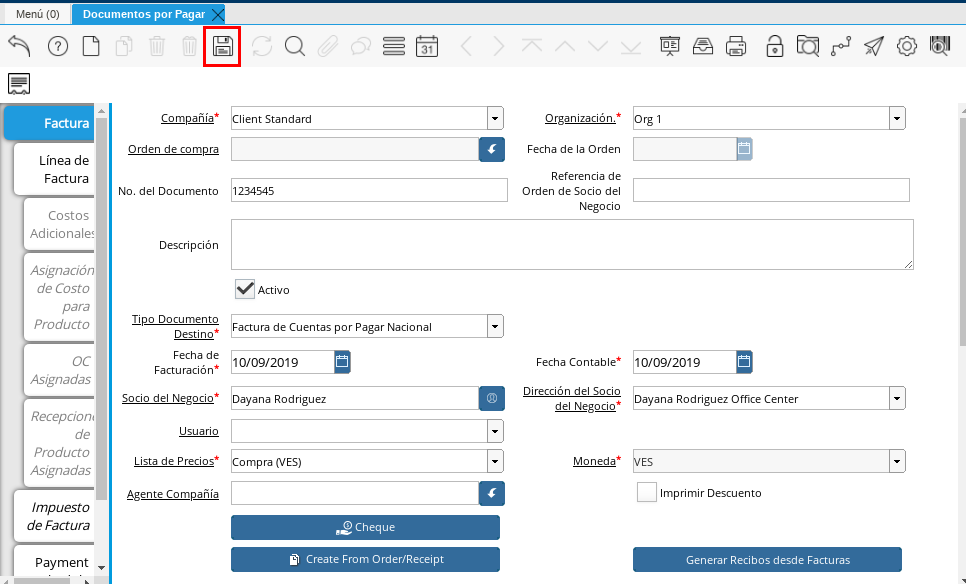 Menú (0)
Documentos por Pagar
31
Factura
Línea de
Factura
Costos
Adicionales
Asignación
de Costo
para
Producto
OC
Asignadas
Recepcione
de
Producto
Asignadas
Impuesto
de Factura
Payment
Compañía*
Client Standard
Organización.*
Org 1
Orden de compra
Fecha de la Orden
No. del Documento
1234545
Referencia de
Orden de Socio del
Negocio
Descripción
Activo
Tipo Documento
Destino*
Factura de Cuentas por Pagar Nacional
Fecha de
Facturación*
10/09/2019
Fecha Contable*
10/09/2019
Socio del Negocio*
Dayana Rodriguez
Dirección del Socio
del Negocio*
Dayana Rodriguez Office Center
Usuario
Lista de Precios*
Compra (VES)
Moneda*
VES
Agente Compañía
Imprimir Descuento
Cheque
Create From Order/Receipt
Generar Recibos desde Facturas